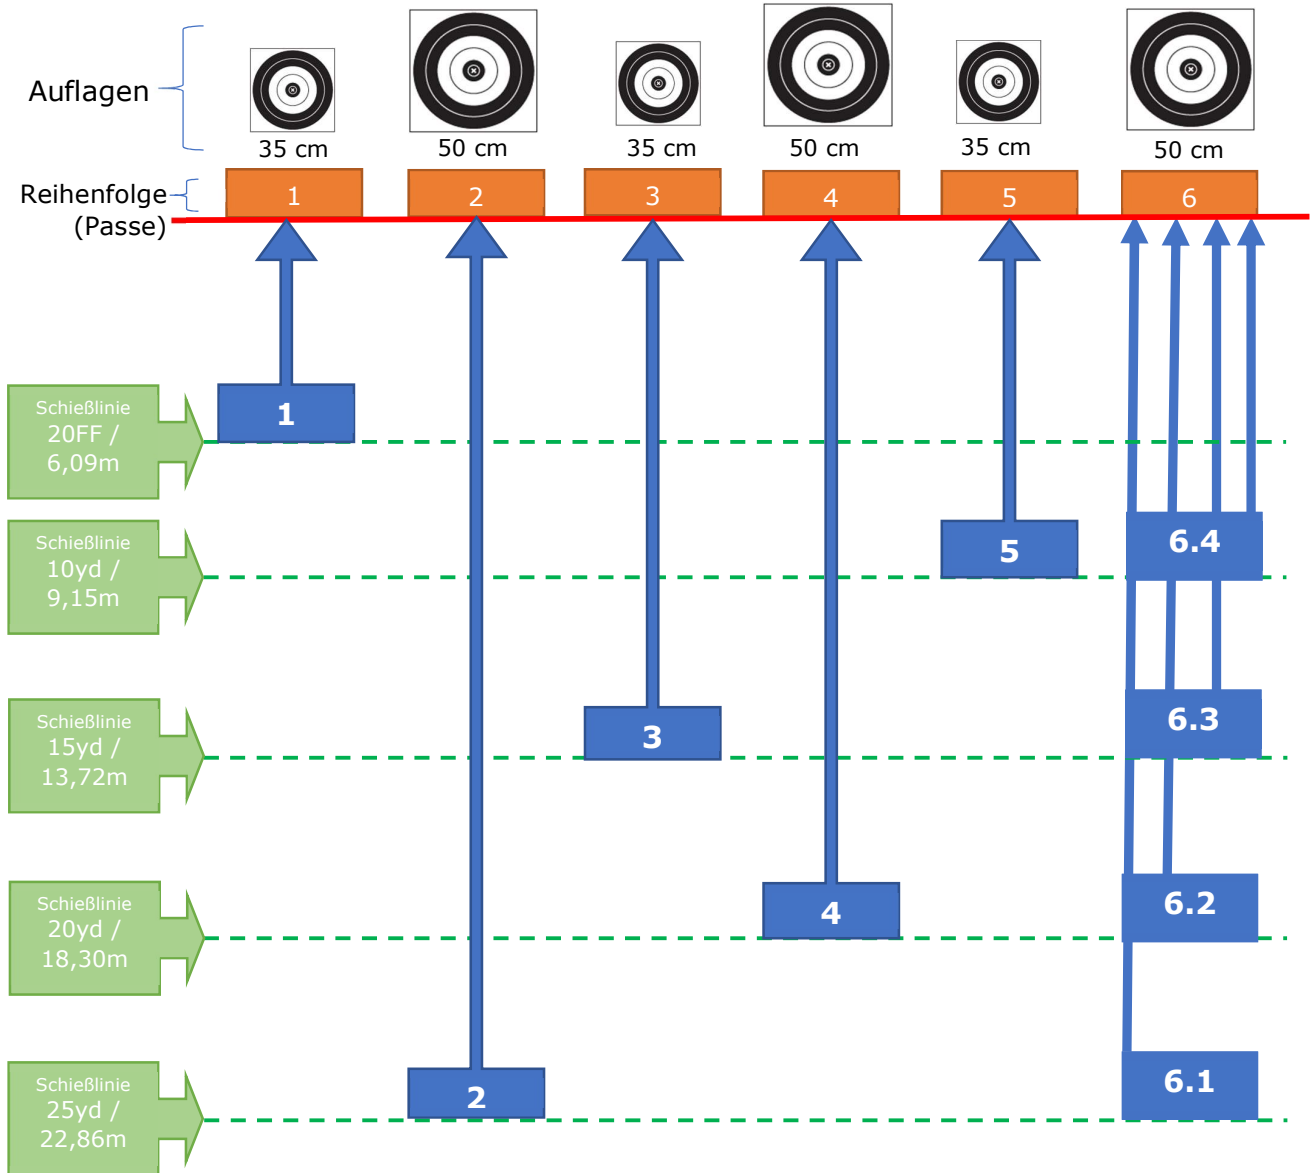 Auflagen
35 cm
50 cm
35 cm
50 cm
35 cm
50 cm
Reihenfolge
(Passe)
1
2
3
4
5
6
Schießlinie
20FF /
6,09m
1
Schießlinie
10yd /
9,15m
5
6.4
Schießlinie
15yd /
13,72m
3
6.3
Schießlinie
20yd /
18,30m
4
6.2
Schießlinie
25yd /
22,86m
2
6.1